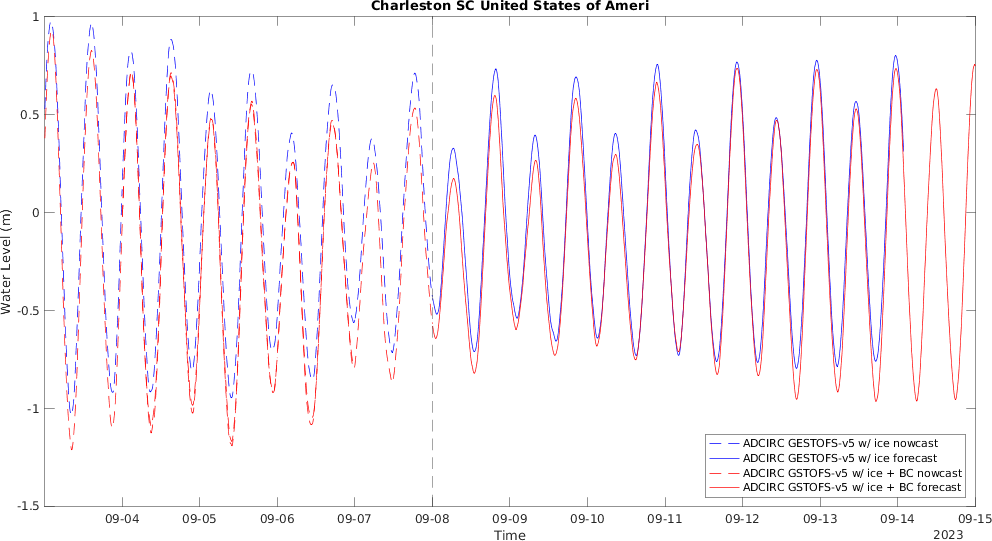 Charleston SC United States of Ameri
Water Level (m)
1
0.5
0
-0.5
-1
-1.5
ADCIRC GESTOFS-v5 w/ ice nowcast
ADCIRC GESTOFS-v5 w/ ice forecast
ADCIRC GSTOFS-v5 w/ ice + BC nowcast
ADCIRC GSTOFS-v5 w/ ice + BC forecast
09-04 09-05 09-06 09-07 09-08 09-09 09-10 09-11 09-12 09-13 09-14 09-15
Time
2023